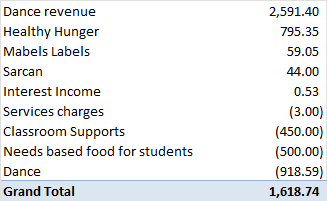 Dance revenue 2,591.40
Healthy Hunger 795.35
Mabels Labels 59.05
Sarcan 44.00
Interest Income 0.53
Services charges (3.00)
Classroom Supports (450.00)
Needs based food for students (500.00)
Dance (918.59)
Grand Total 1,618.74